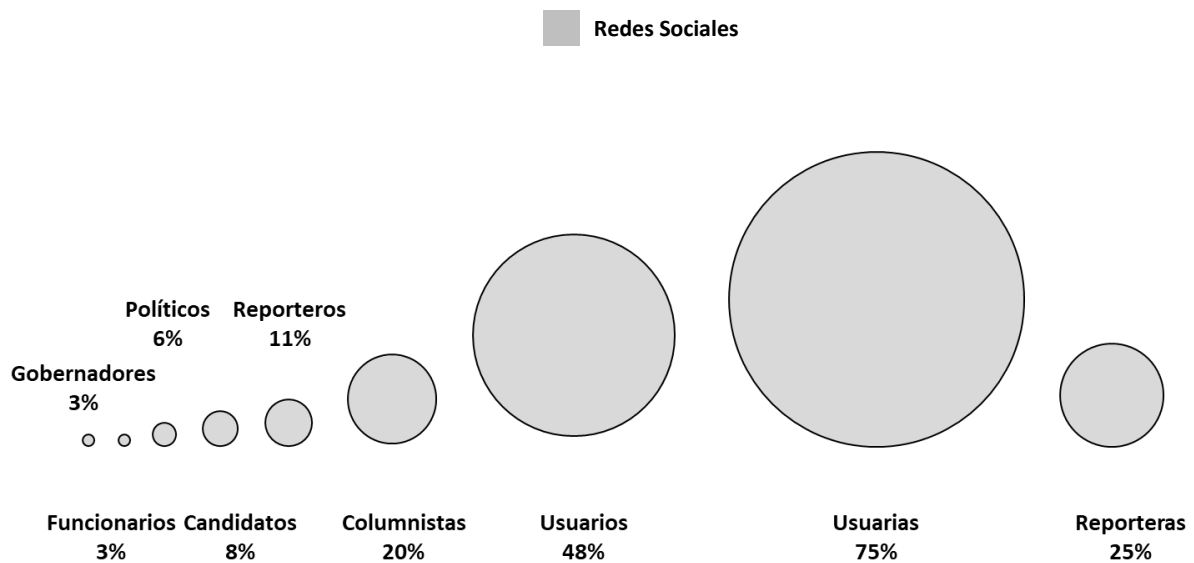 Redes Sociales
Políticos
6%
Reporteros
11%
Gobernadores
3%
Funcionarios
3%
Candidatos
8%
Columnistas
20%
Usuarios
48%
Usuarias
75%
Reporteras
25%